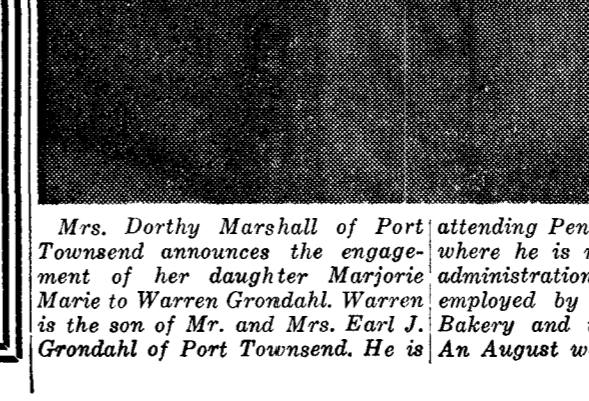 Mrs. Dorthy Marshall of Port
Townsend announces the engage-
ment of her daughter Marjorie
Marie to Warren Grondahl. Warren
is the son of Mr. and Mrs. Earl J.
Grondahl of Port Townsend. He is
attending Pen
where he is
administration
employed by
Bakery and
An August w